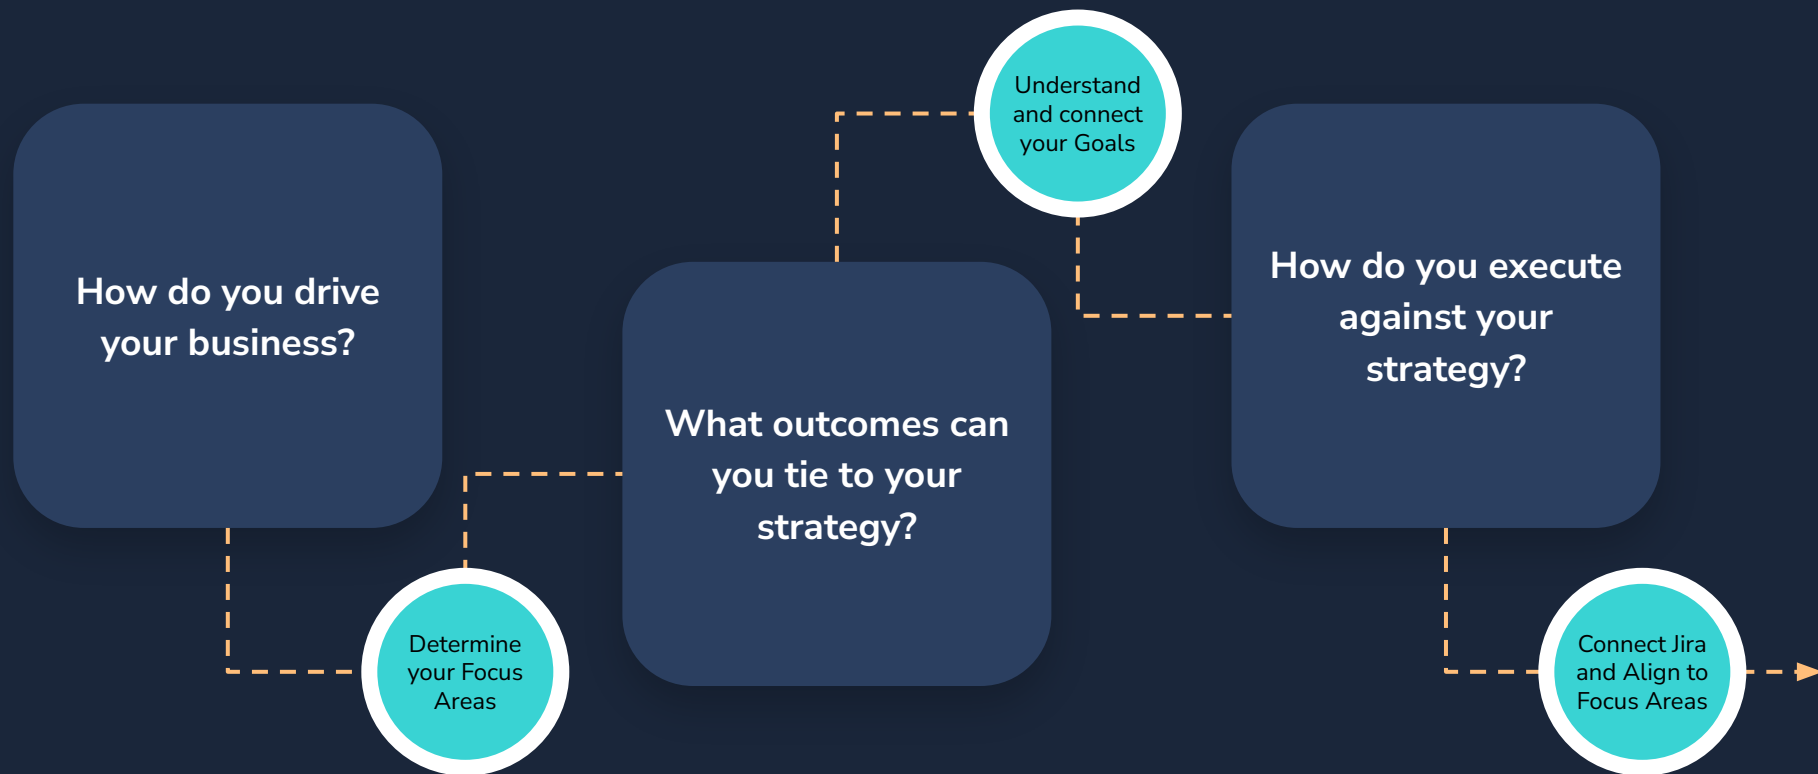 How do you drive
your business?
Determine
your Focus
Areas
What outcomes can
you tie to your
strategy?
Understand
and connect
your Goals
How do you execute
against your
strategy?
Connect Jira
and Align to
Focus Areas